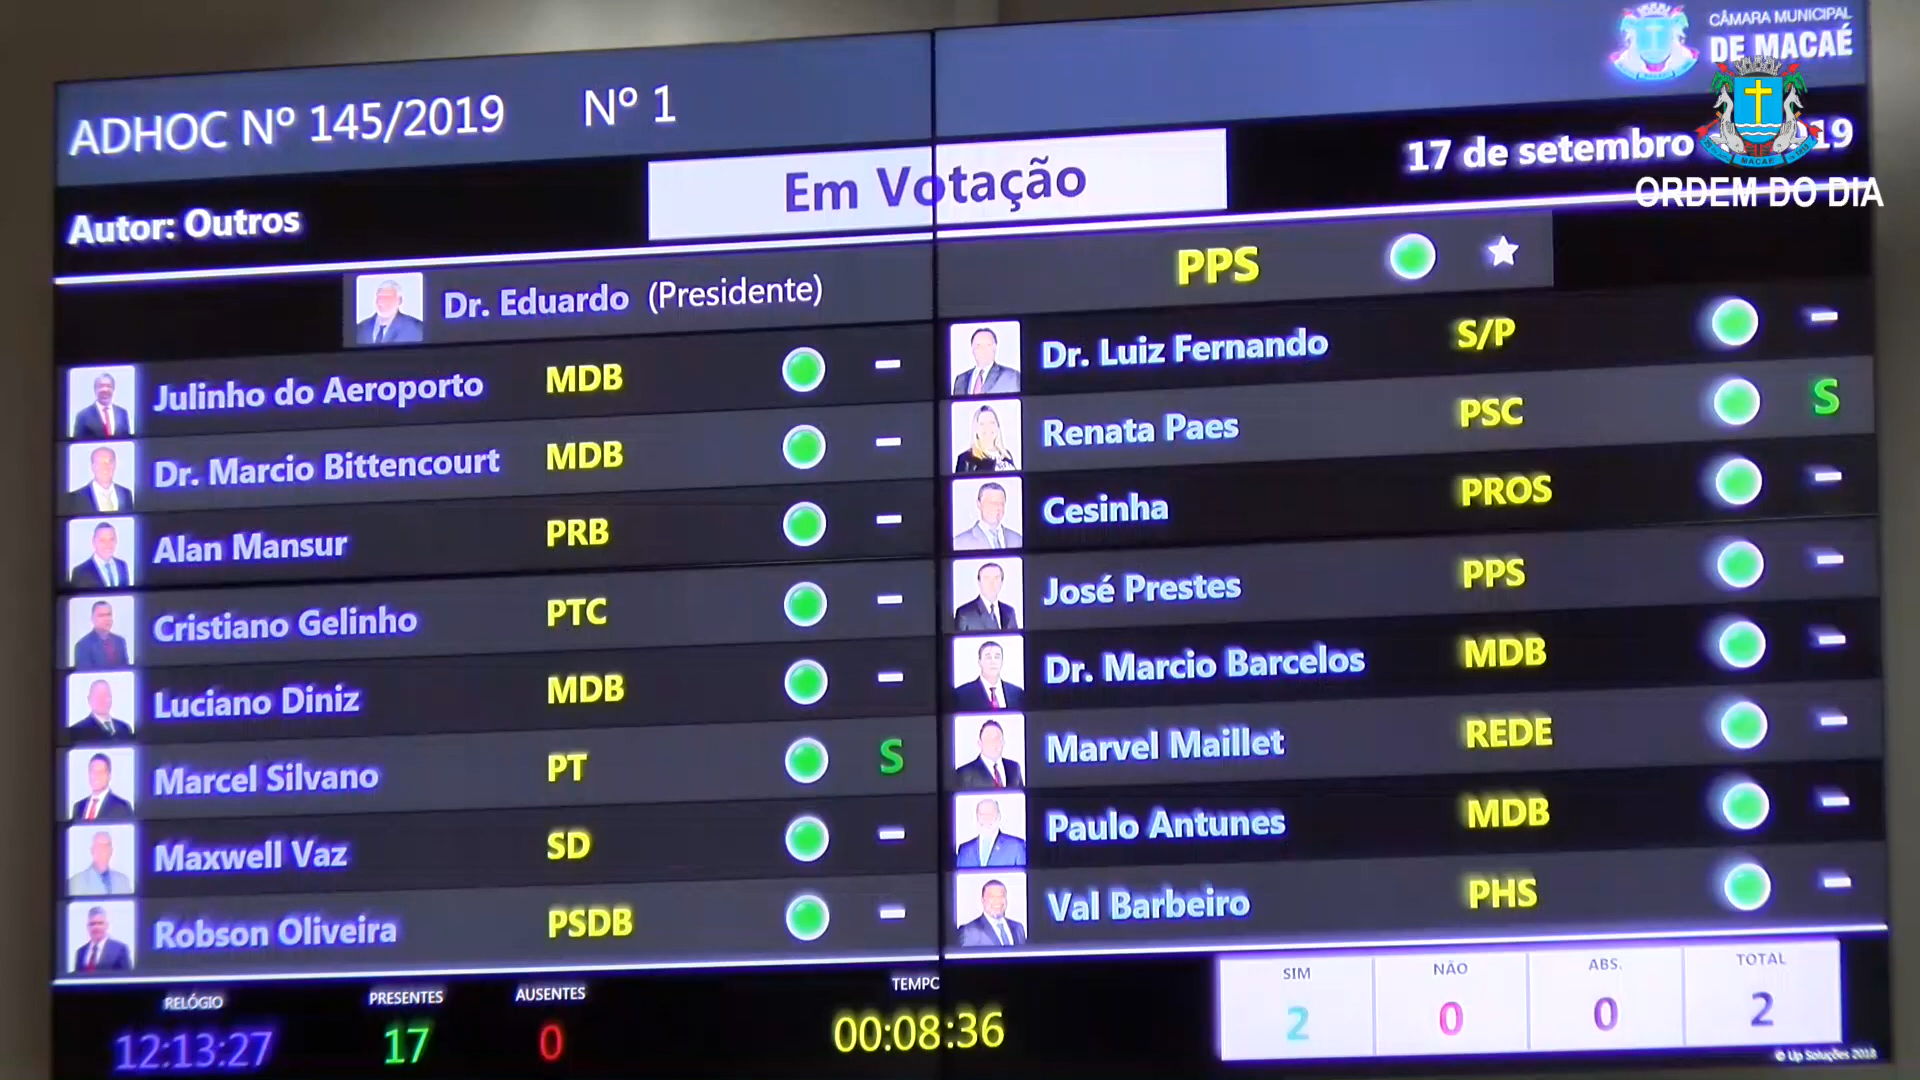 CÂMARA MUNICIPAL
DE MACAÉ
ADHOC Nº 145/2019 Nº 1
17 de setembro 19
MACAÉ
ORDEM DO DIA
Em Votação
Autor: Outros
Dr. Eduardo (Presidente) PPS
Julinho do Aeroporto MDB -
Dr. Marcio Bittencourt MDB -
Alan Mansur PRB -
Cristiano Gelinho PTC -
Luciano Diniz MDB -
Marcel Silvano PT S
Maxwell Vaz SD -
Robson Oliveira PSDB -
Dr. Luiz Fernando S/P -
Renata Paes PSC S
Cesinha PROS -
José Prestes PPS -
Dr. Marcio Barcelos MDB -
Marvel Maillet REDE -
Paulo Antunes MDB -
Val Barbeiro PHS -
RELÓGIO PRESENTES AUSENTES TEMPO
12:13:27 17 0 00:08:36
SIM NÃO ABS. TOTAL
2 0 0 2
© Up Soluções 2018